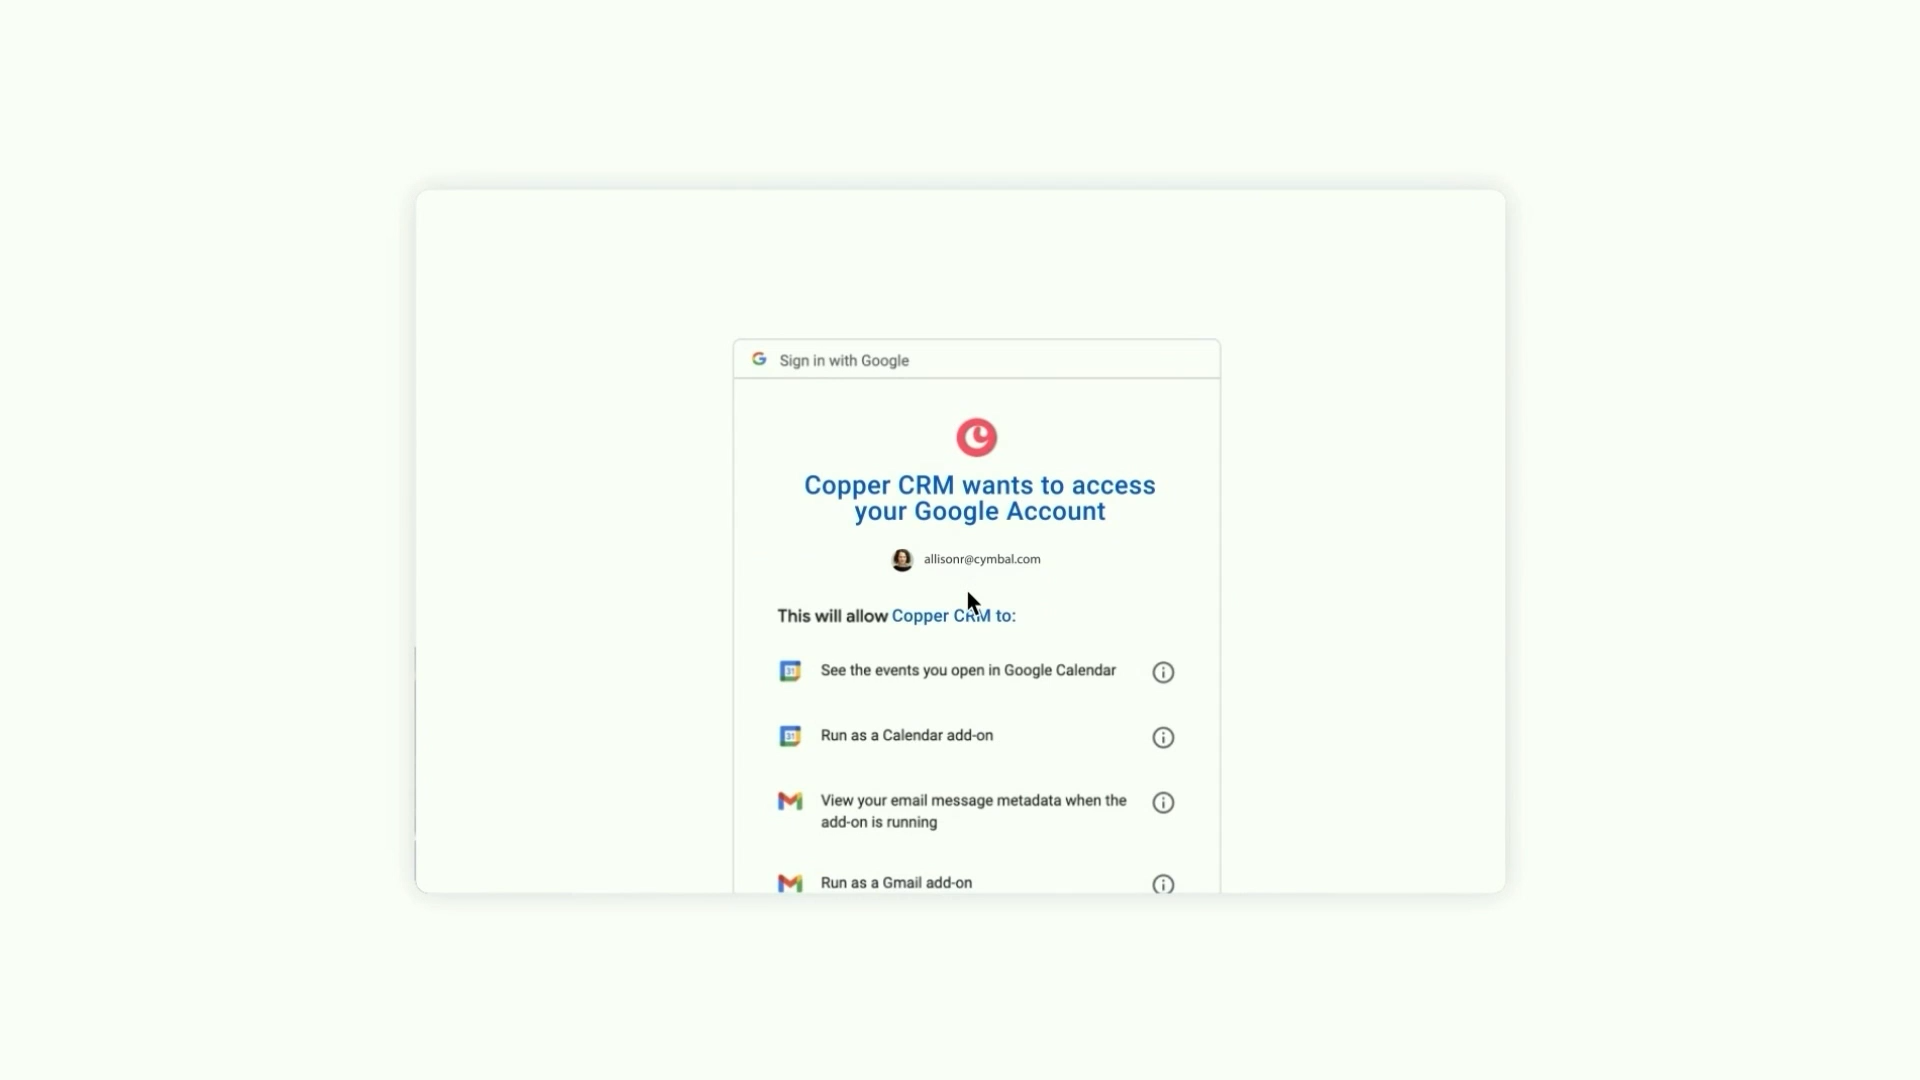 Sign in with Google
Copper CRM wants to access
your Google Account
allisonr@cymbal.com
This will allow Copper CRM to:
See the events you open in Google Calendar
Run as a Calendar add-on
View your email message metadata when the
add-on is running
Run as a Gmail add-on